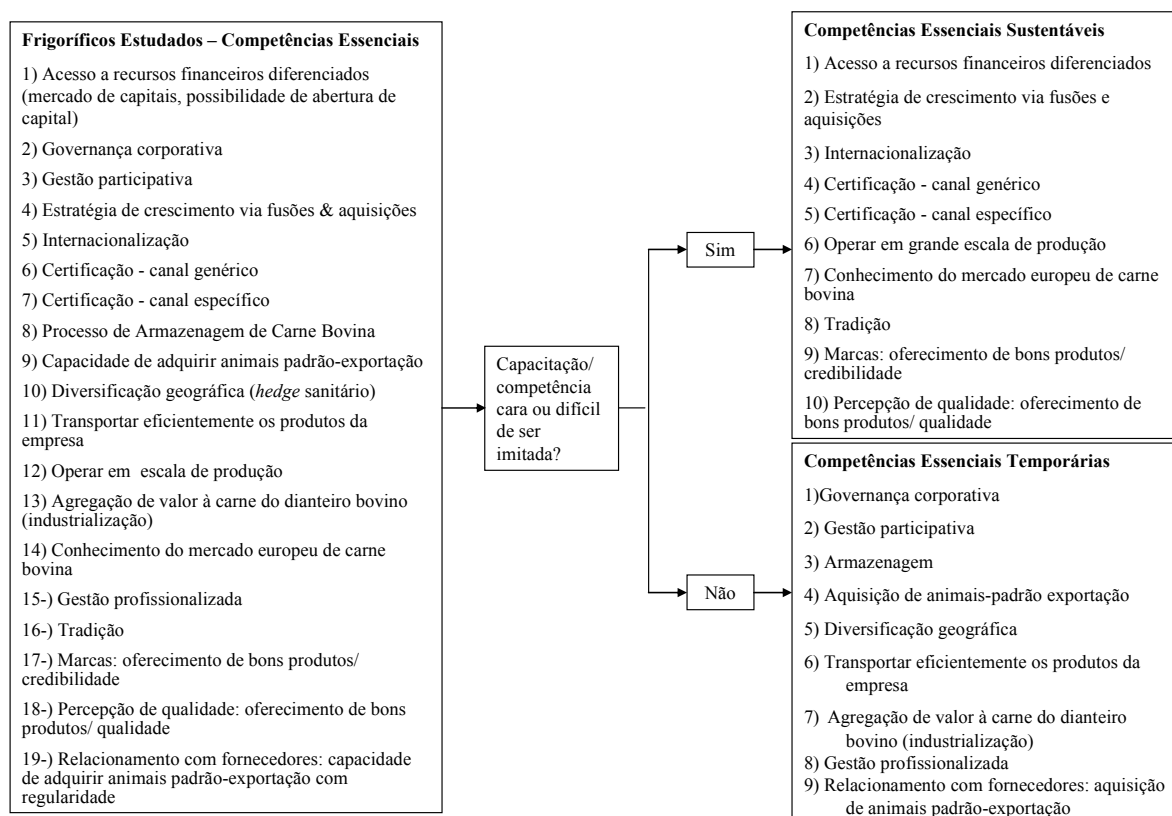 Frigoríficos Estudados – Competências Essenciais
1) Acesso a recursos financeiros diferenciados
(mercado de capitais, possibilidade de abertura de
capital)
2) Governança corporativa
3) Gestão participativa
4) Estratégia de crescimento via fusões & aquisições
5) Internacionalização
6) Certificação - canal genérico
7) Certificação - canal específico
8) Processo de Armazenagem de Carne Bovina
9) Capacidade de adquirir animais padrão-exportação
10) Diversificação geográfica (hedge sanitário)
11) Transportar eficientemente os produtos da
empresa
12) Operar em escala de produção
13) Agregação de valor à carne do dianteiro bovino
(industrialização)
14) Conhecimento do mercado europeu de carne
bovina
15-) Gestão profissionalizada
16-) Tradição
17-) Marcas: oferecimento de bons produtos/
credibilidade
18-) Percepção de qualidade: oferecimento de bons
produtos/ qualidade
19-) Relacionamento com fornecedores: capacidade
de adquirir animais padrão-exportação com
regularidade
Capacitação/
competência
cara ou difícil
de ser
imitada?
Sim
Não
Competências Essenciais Sustentáveis
1) Acesso a recursos financeiros diferenciados
2) Estratégia de crescimento via fusões e
aquisições
3) Internacionalização
4) Certificação - canal genérico
5) Certificação - canal específico
6) Operar em grande escala de produção
7) Conhecimento do mercado europeu de carne
bovina
8) Tradição
9) Marcas: oferecimento de bons produtos/
credibilidade
10) Percepção de qualidade: oferecimento de
bons produtos/ qualidade
Competências Essenciais Temporárias
1)Governança corporativa
2) Gestão participativa
3) Armazenagem
4) Aquisição de animais-padrão exportação
5) Diversificação geográfica
6) Transportar eficientemente os produtos da
empresa
7) Agregação de valor à carne do dianteiro
bovino (industrialização)
8) Gestão profissionalizada
9) Relacionamento com fornecedores: aquisição
de animais padrão-exportação